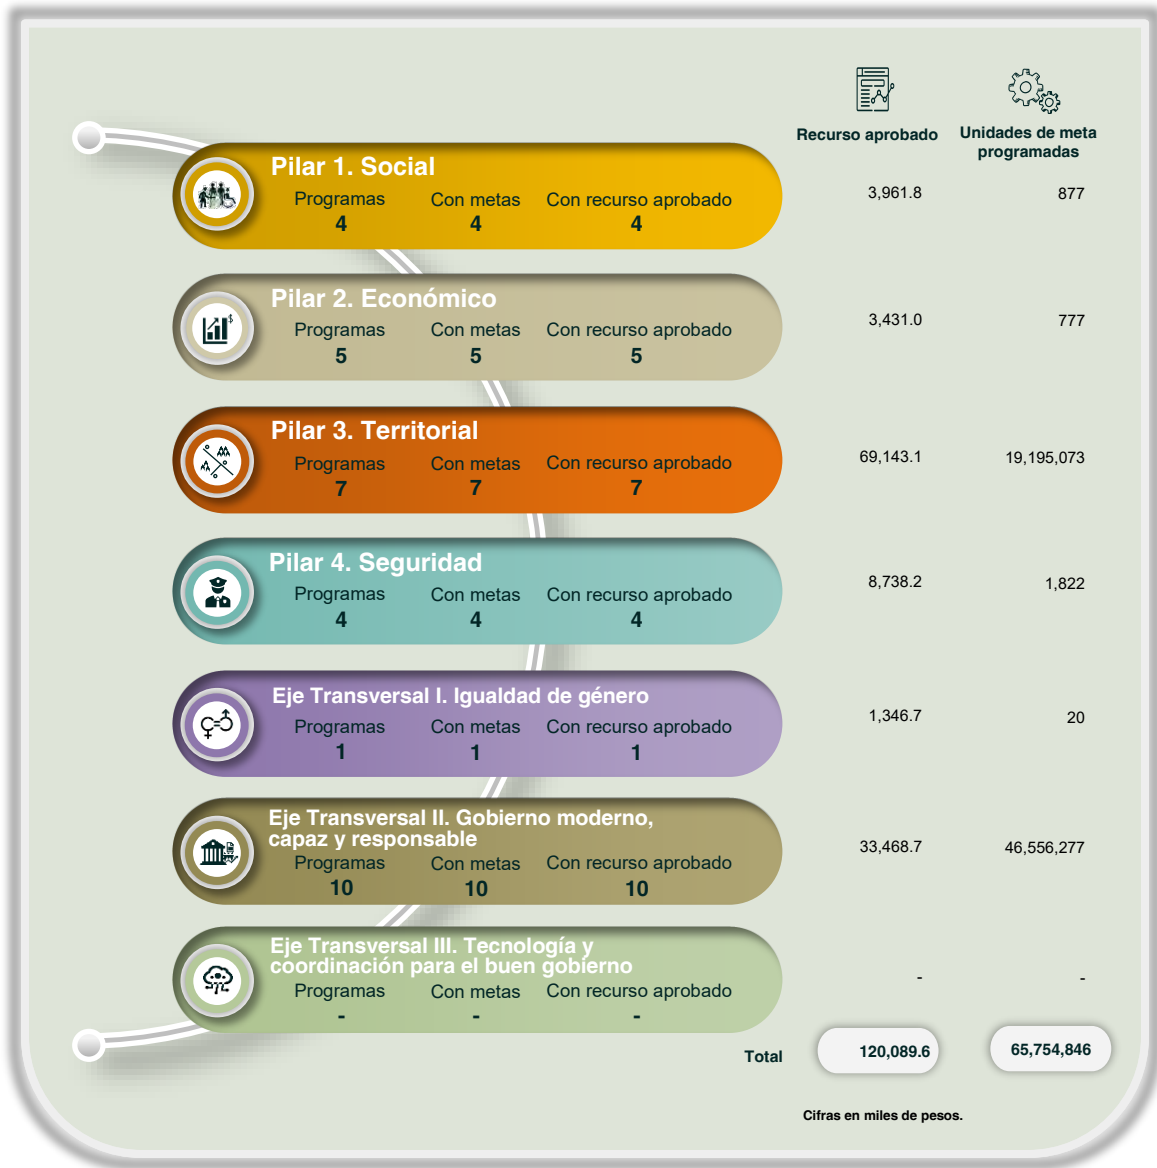 Recurso aprobado
Unidades de meta
programadas
Pilar 1. Social
Programas Con metas Con recurso aprobado
4 4 4
3,961.8 877
Pilar 2. Económico
Programas Con metas Con recurso aprobado
5 5 5
3,431.0 777
Pilar 3. Territorial
Programas Con metas Con recurso aprobado
7 7 7
69,143.1 19,195,073
Pilar 4. Seguridad
Programas Con metas Con recurso aprobado
4 4 4
8,738.2 1,822
Eje Transversal I. Igualdad de género
Programas Con metas Con recurso aprobado
1 1 1
1,346.7 20
Eje Transversal II. Gobierno moderno,
capaz y responsable
Programas Con metas Con recurso aprobado
10 10 10
33,468.7 46,556,277
Eje Transversal III. Tecnología y
coordinación para el buen gobierno
Programas Con metas Con recurso aprobado
- - -
- -
Total 120,089.6 65,754,846
Cifras en miles de pesos.